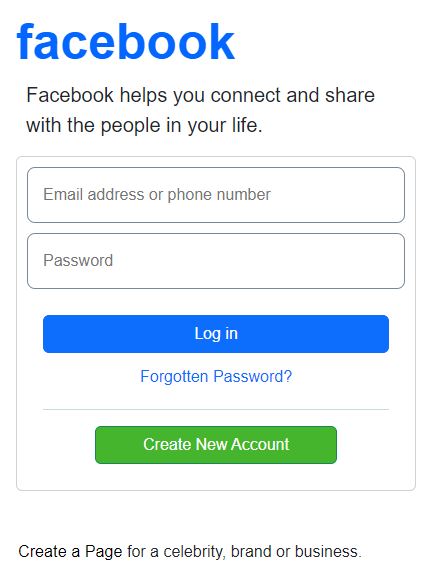 facebook
Facebook helps you connect and share
with the people in your life.
Email address or phone number
Password
Log in
Forgotten Password?
Create New Account
Create a Page for a celebrity, brand or business.